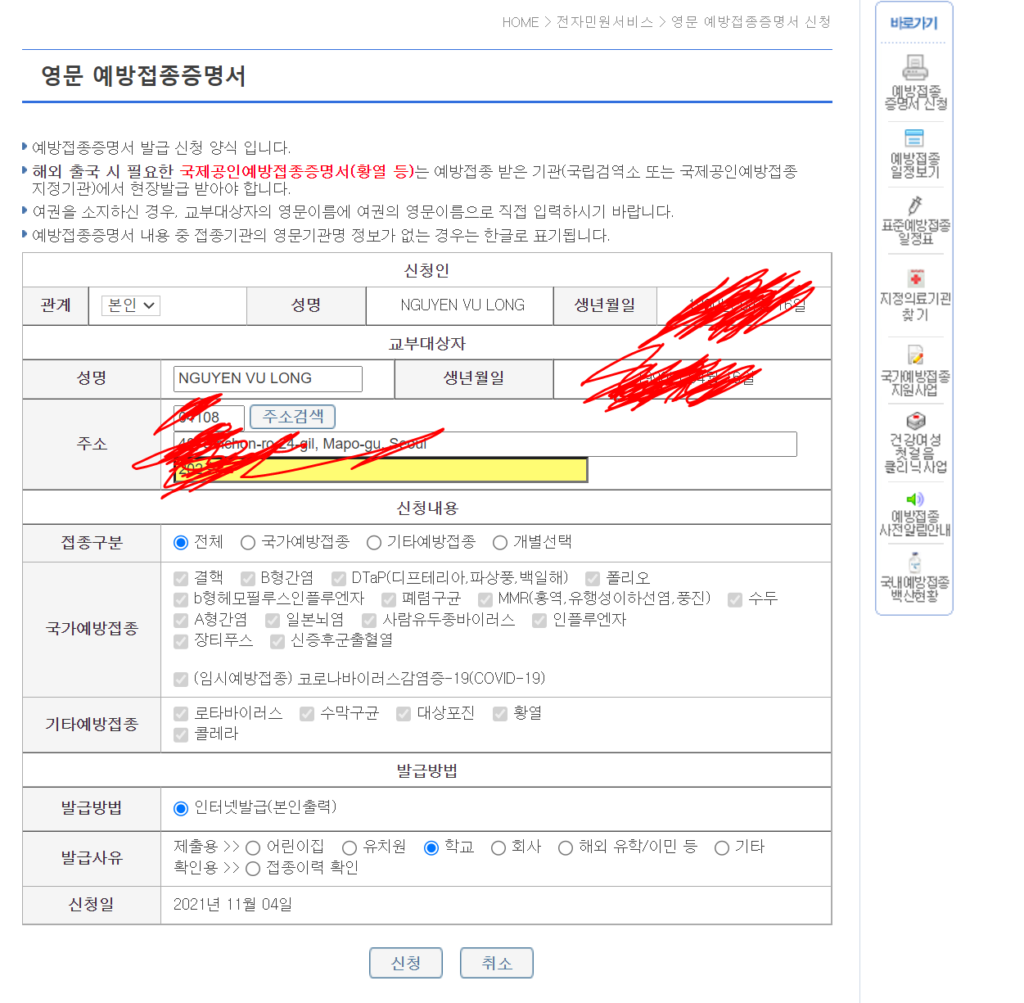 HOME > 전자민원서비스 > 영문 예방접종증명서 신청
영문 예방접종증명서
예방접종증명서 발급 신청 양식 입니다.
해외 출국 시 필요한 국제공인예방접종증명서(황열 등)는 예방접종 받은 기관(국립검역소 또는 국제공인예방접종
지정기관)에서 현장발급 받아야 합니다.
여권을 소지하신 경우, 교부대상자의 영문이름에 여권의 영문이름으로 직접 입력하시기 바랍니다.
예방접종증명서 내용 중 접종기관의 영문기관명 정보가 없는 경우는 한글로 표기됩니다.
신청인
관계 본인 성명 NGUYEN VU LONG 생년월일
교부대상자
성명 NGUYEN VU LONG 생년월일
주소검색
주소
Mapo-gu, Seoul
신청내용
접종구분 전체 국가예방접종 기타예방접종 개별선택
국가예방접종
결핵 B형간염 DTaP(디프테리아,파상풍,백일해) 폴리오
b형헤모필루스인플루엔자 폐렴구균 MMR(홍역,유행성이하선염,풍진) 수두
A형간염 일본뇌염 사람유두종바이러스 인플루엔자
장티푸스 신증후군출혈열
(임시예방접종) 코로나바이러스감염증-19(COVID-19)
기타예방접종
로타바이러스 수막구균 대상포진 황열
콜레라
발급방법
발급방법 인터넷발급(본인출력)
발급사유
제출용 >> 어린이집 유치원 학교 회사 해외 유학/이민 등 기타
확인용 >> 접종이력 확인
신청일 2021년 11월 04일
신청 취소
바로가기
예방접종
증명서 신청
예방접종
일정보기
표준예방접종
일정표
지정의료기관
찾기
국가예방접종
지원사업
건강여성
첫걸음
클리닉사업
예방접종
사전알림안내
국내예방접종
백신현황